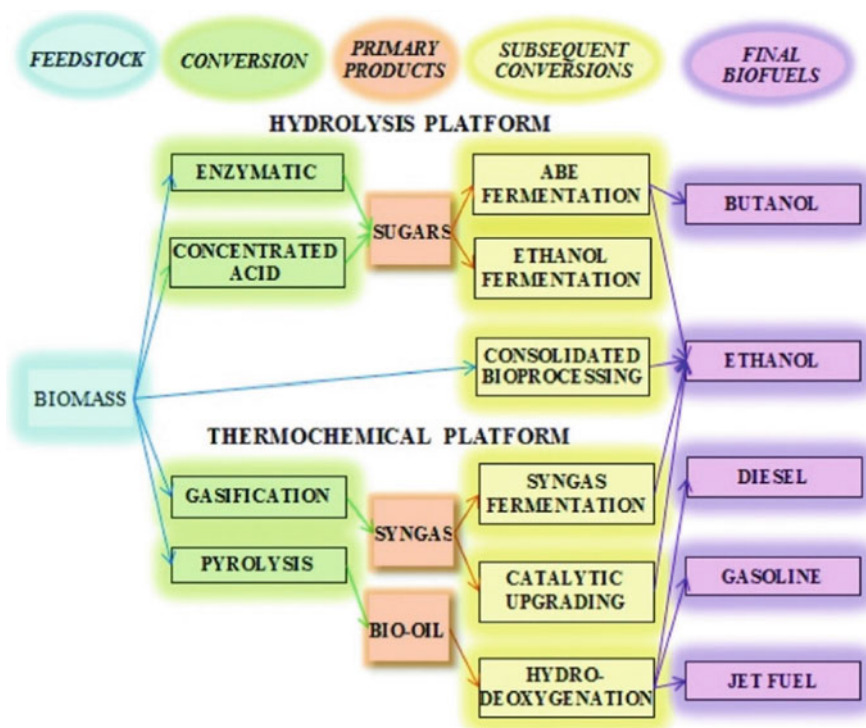 FEEDSTOCK
CONVERSION
PRIMARY
PRODUCTS
SUBSEQUENT
CONVERSIONS
FINAL
BIOFUELS
HYDROLYSIS PLATFORM
ENZYMATIC
CONCENTRATED
ACID
SUGARS
ABE
FERMENTATION
ETHANOL
FERMENTATION
BUTANOL
BIOMASS
CONSOLIDATED
BIOPROCESSING
ETHANOL
THERMOCHEMICAL PLATFORM
GASIFICATION
PYROLYSIS
SYNGAS
BIO-OIL
SYNGAS
FERMENTATION
CATALYTIC
UPGRADING
HYDRO-
DEOXYGENATION
DIESEL
GASOLINE
JET FUEL